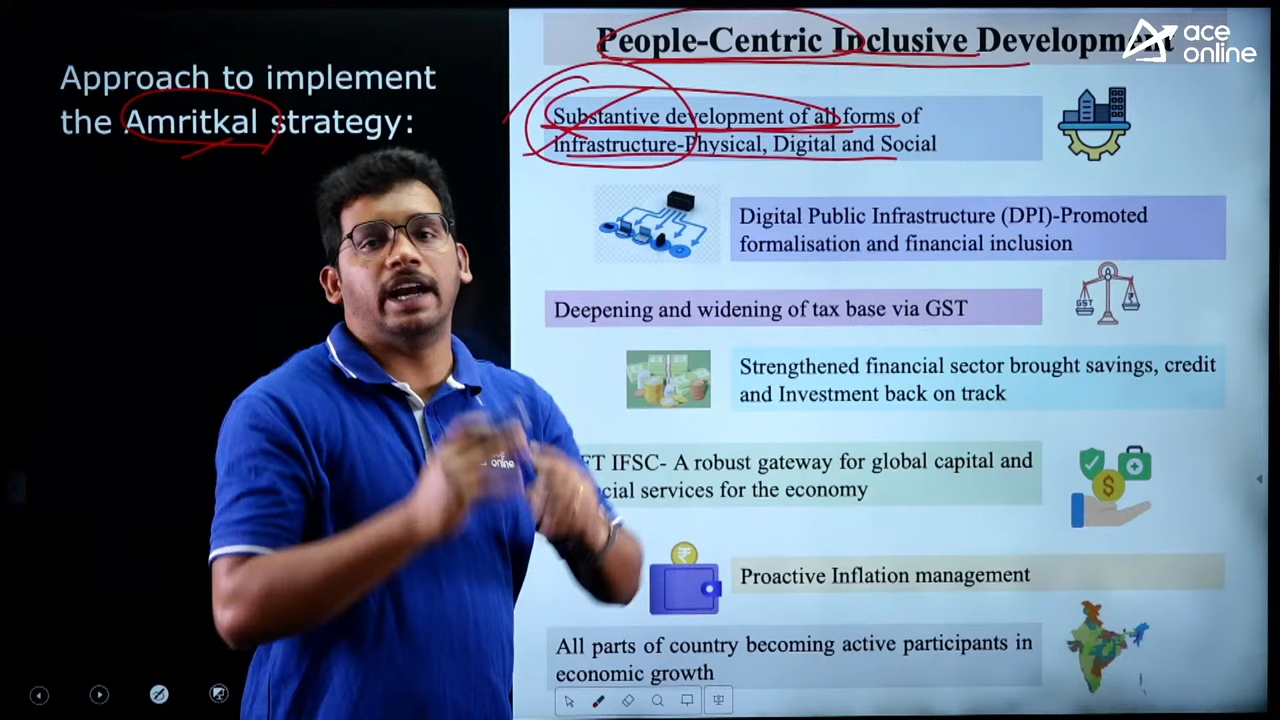 Approach to implement
the Amritkal strategy:
People-Centric Inclusive Development
ace
online
Substantive development of all forms of
Infrastructure-Physical, Digital and Social
Digital Public Infrastructure (DPI)-Promoted
formalisation and financial inclusion
Deepening and widening of tax base via GST
GST
Strengthened financial sector brought savings, credit
and Investment back on track
IFSC- A robust gateway for global capital and
services for the economy
online
Proactive Inflation management
All parts of country becoming active participants in
economic growth